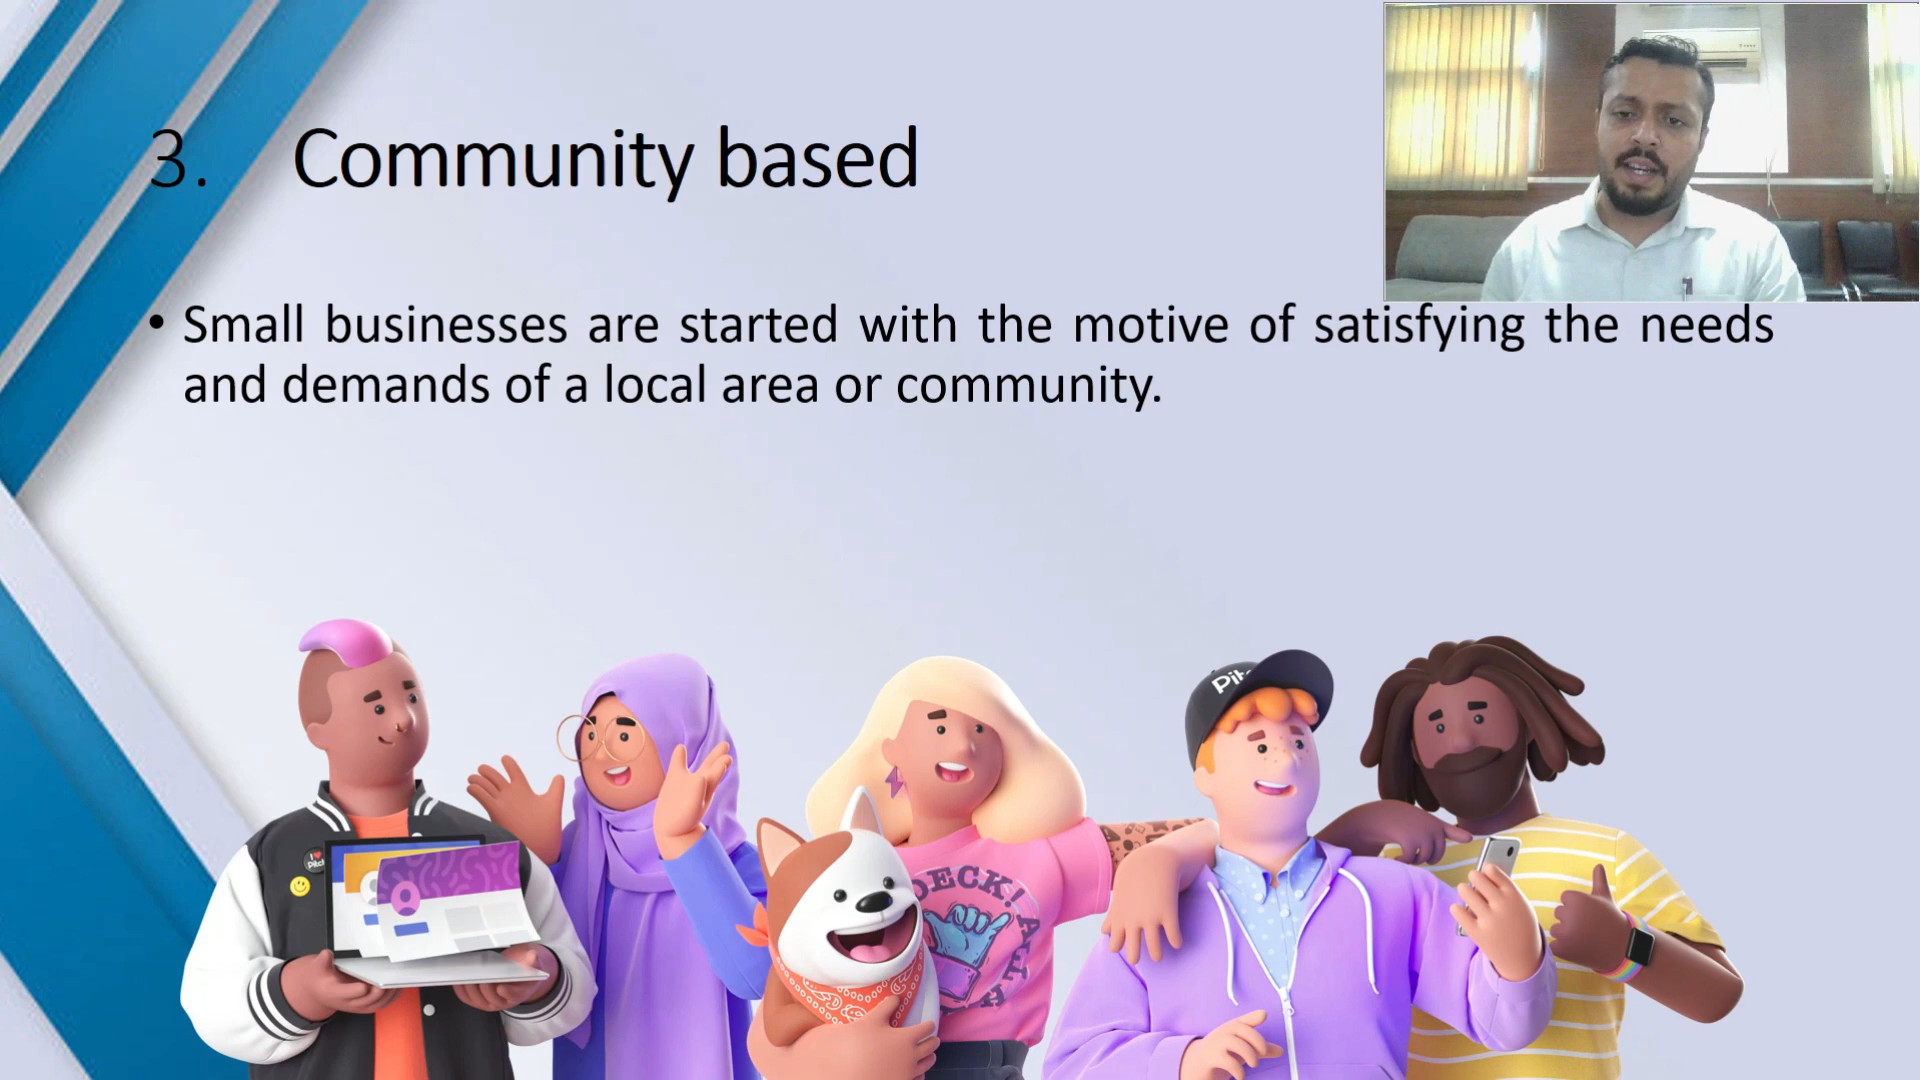 3. Community based
• Small businesses are started with the motive of satisfying the needs
and demands of a local area or community.
DECK!